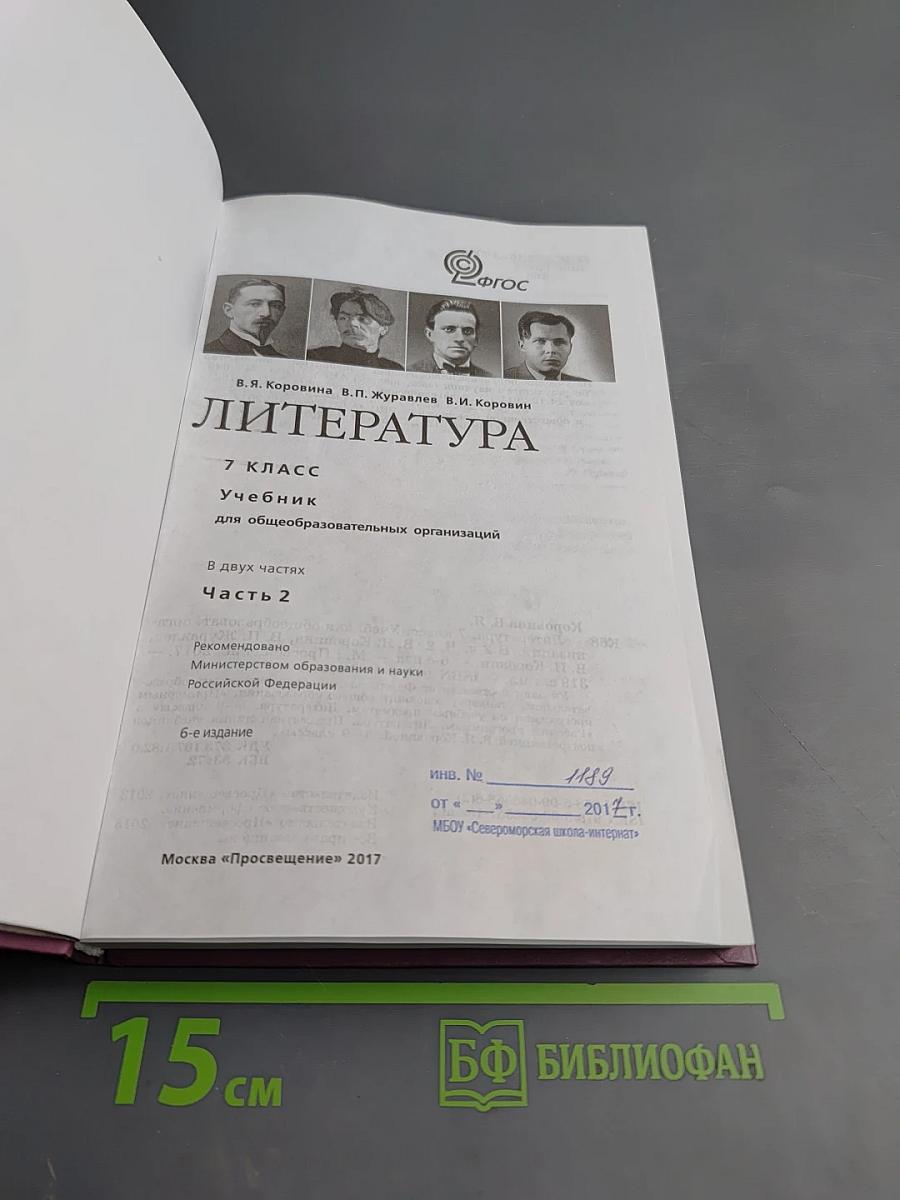 ФГОС
В.Я. Коровина В.П. Журавлев В.И. Коровин
ЛИТЕРАТУРА
7 КЛАСС
Учебник
для общеобразовательных организаций
В двух частях
Часть 2
Рекомендовано
Министерством образования и науки
Российской Федерации
6-е издание
инв. № 1189
от « » 2017 г.
МБОУ «Североморская школа-интернат»
Москва «Просвещение» 2017
15 см
БФ БИБЛИОФАН